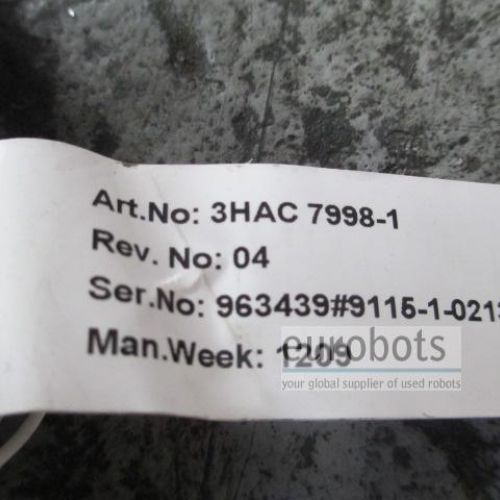 Art.No: 3HAC 7998-1
Rev. No: 04
Ser.No: 963439#9115-1-021
Man.Week: 1209
eurobots
your global supplier of used robots